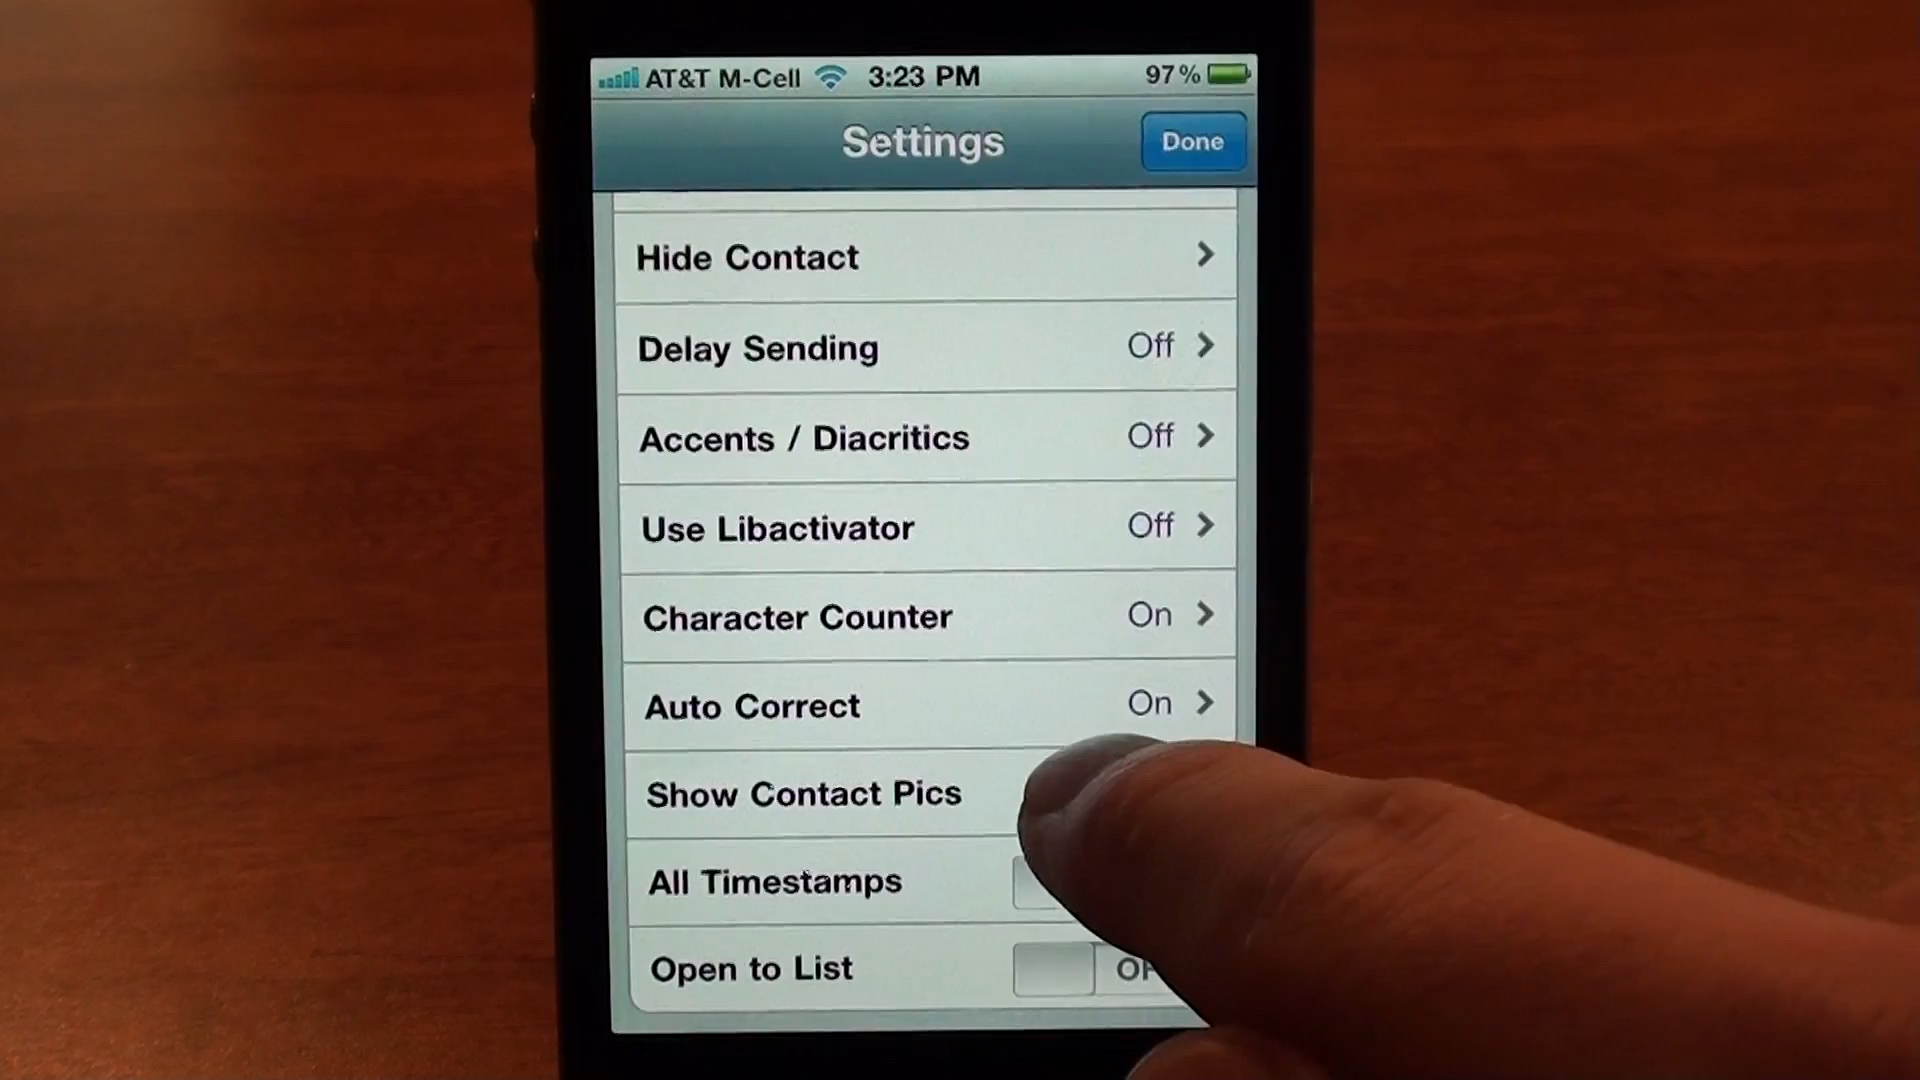 AT&T M-Cell 3:23 PM 97%
Settings Done
Hide Contact
Delay Sending Off
Accents / Diacritics Off
Use Libactivator Off
Character Counter On
Auto Correct On
Show Contact Pics
All Timestamps
Open to List